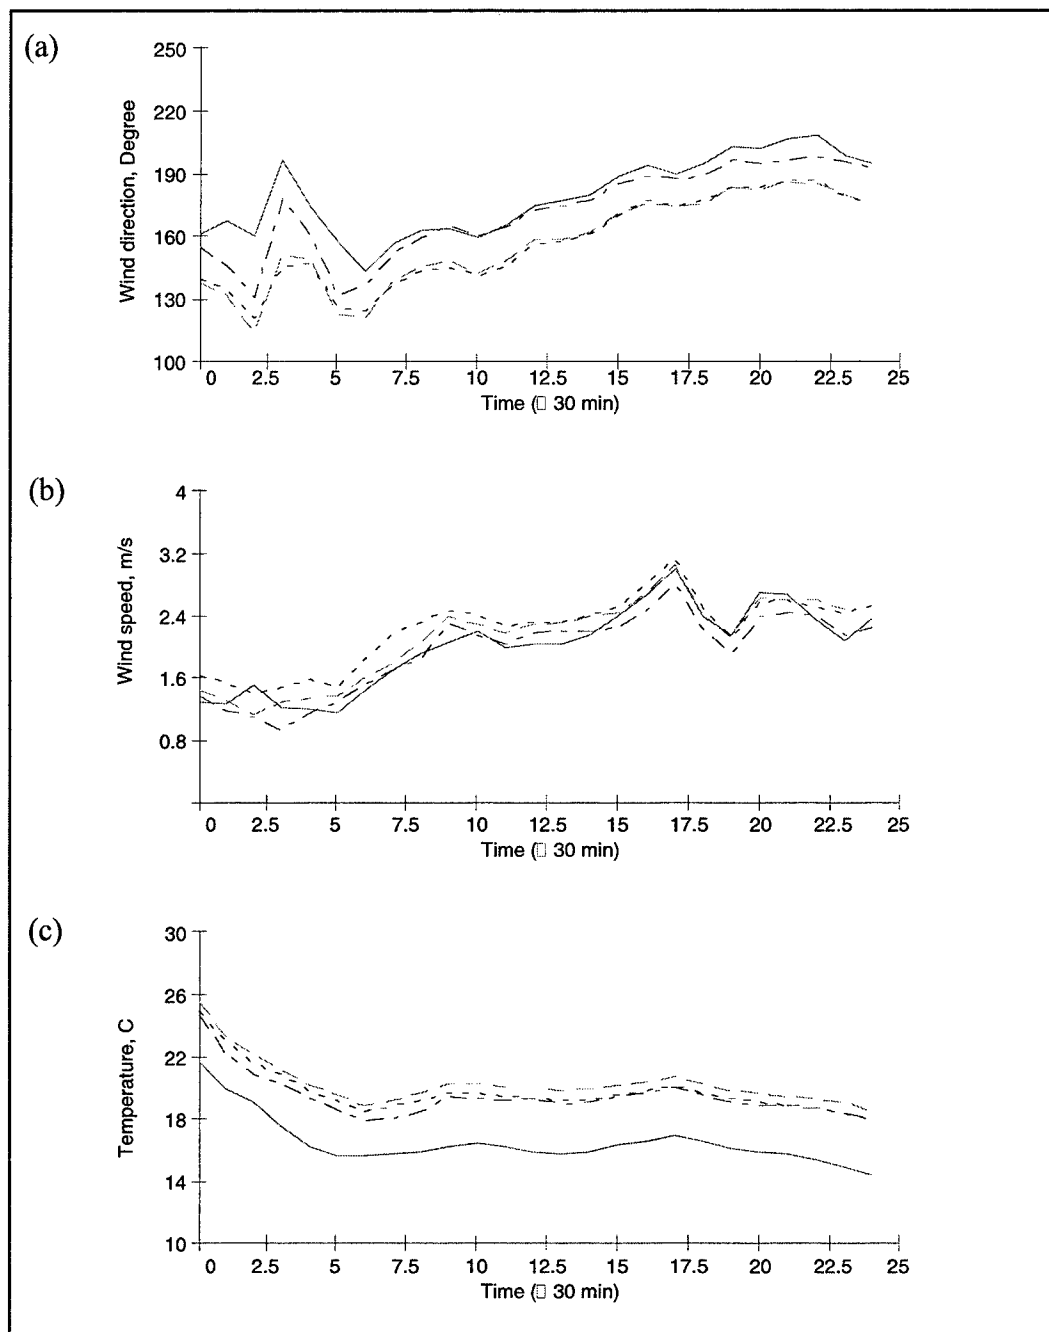 (a)
250
220
190
160
130
100
Wind direction, Degree
0 2.5 5 7.5 10 12.5 15 17.5 20 22.5 25
Time (▯ 30 min)
(b)
4
3.2
2.4
1.6
0.8
Wind speed, m/s
0 2.5 5 7.5 10 12.5 15 17.5 20 22.5 25
Time (▯ 30 min)
(c)
30
26
22
18
14
10
Temperature, C
0 2.5 5 7.5 10 12.5 15 17.5 20 22.5 25
Time (▯ 30 min)